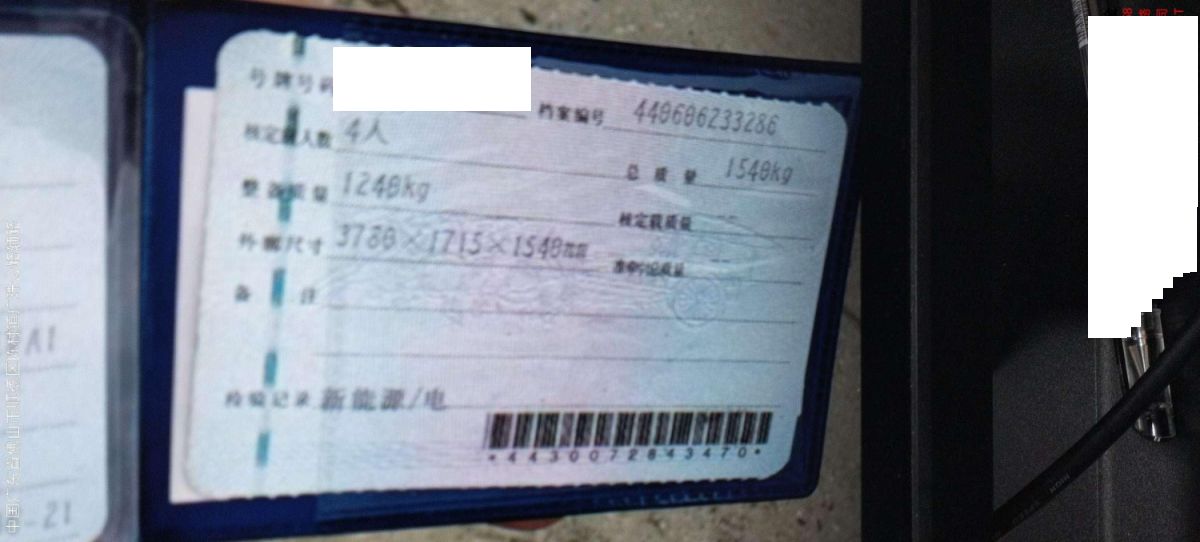 号牌号码
档案编号 440606233286
核定载人数 4人
总质量 1540kg
整备质量 1240kg
核定载质量 --
外廓尺寸 3780×1715×1540mm
准牵引总质量 --
备注
检验记录 新能源/电
*4430072843470*
A1
-21